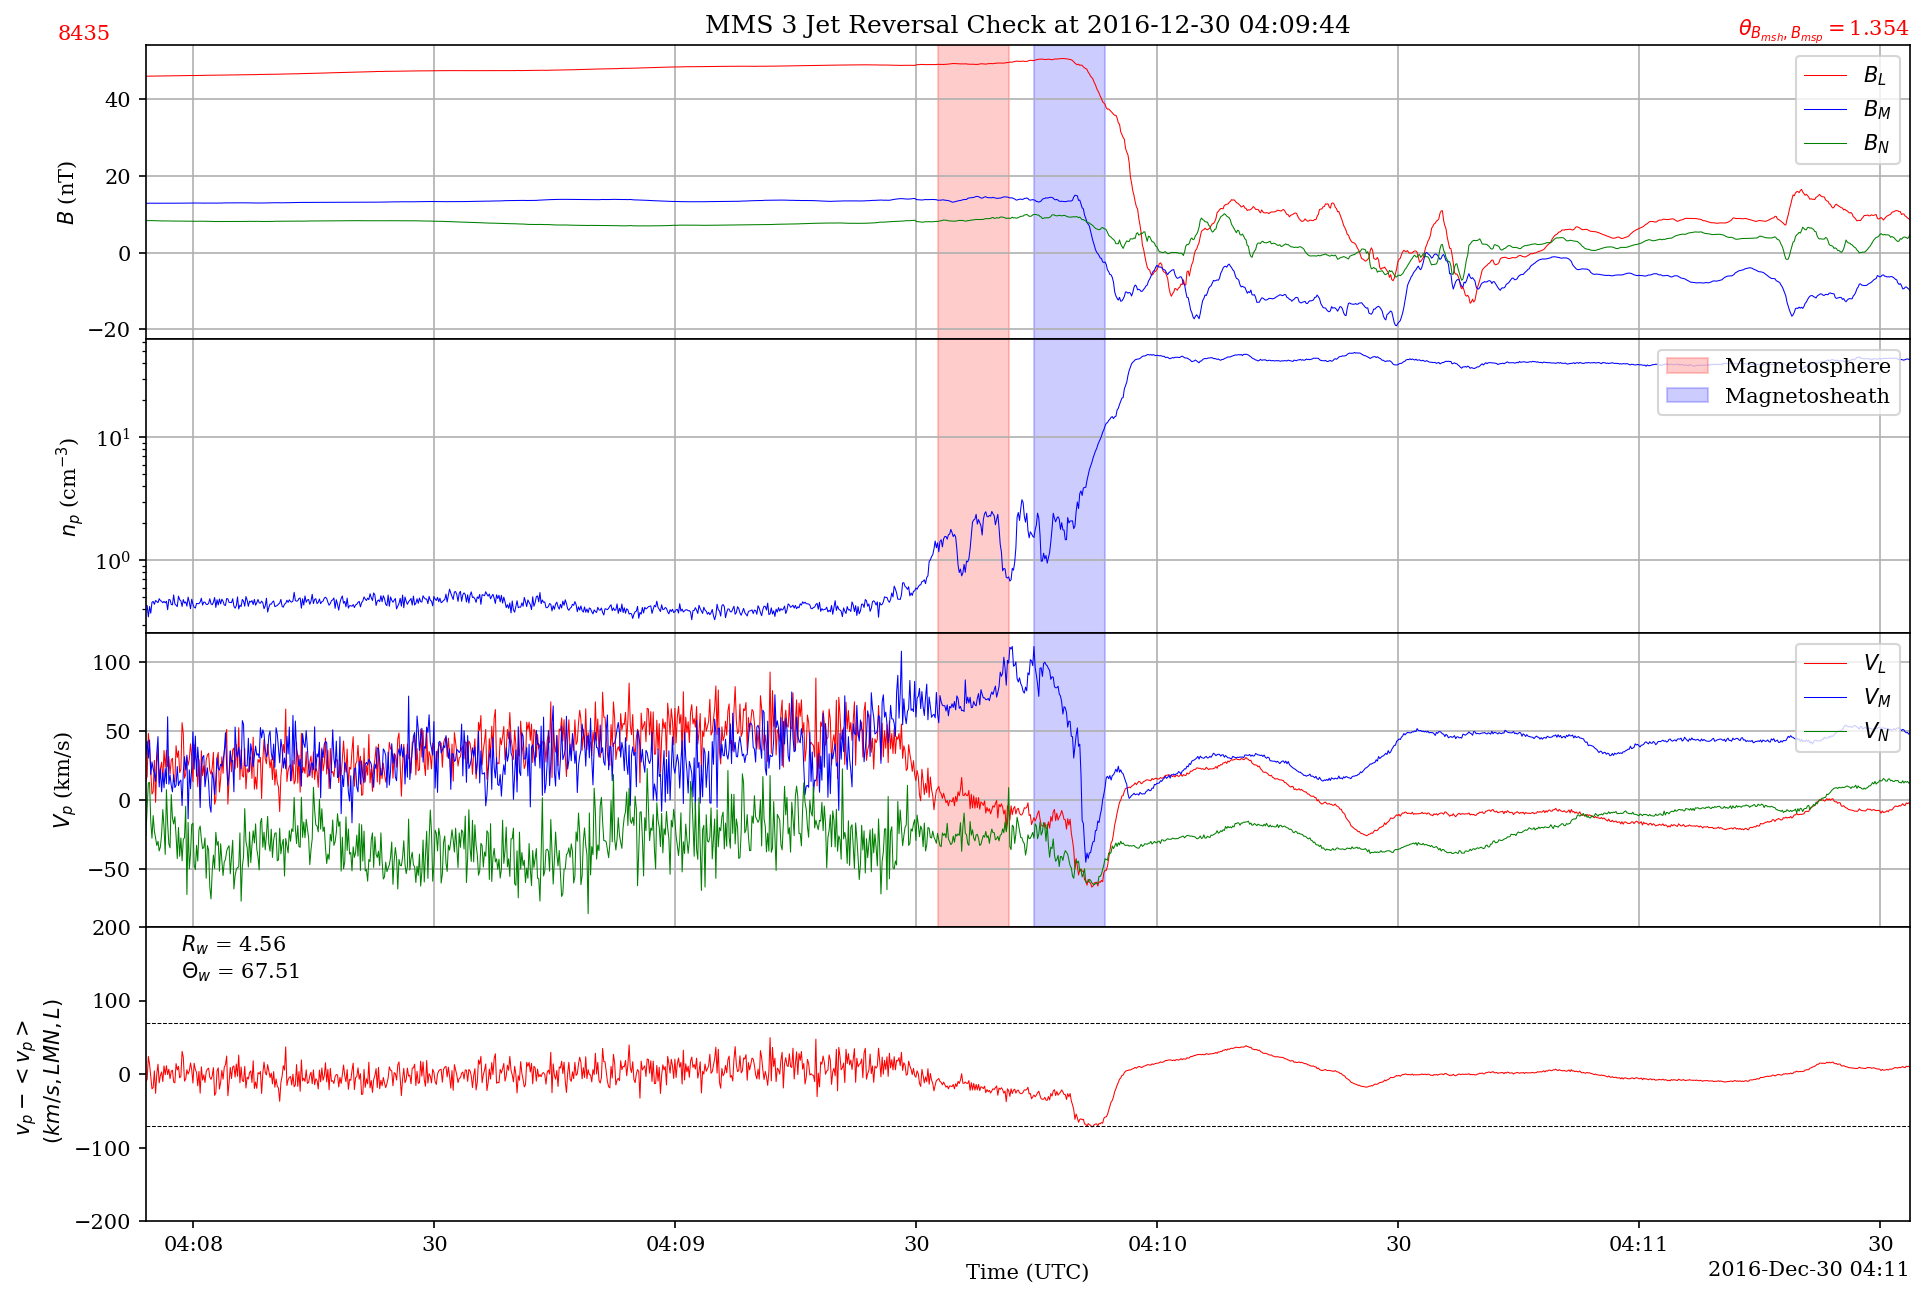 MMS 3 Jet Reversal Check at 2016-12-30 04:09:44
8435
θ_{B_{msh}, B_{msp}} = 1.354
B (nT)
40
20
0
−20
B_L
B_M
B_N
n_p (cm⁻³)
10¹
10⁰
Magnetosphere
Magnetosheath
V_p (km/s)
100
50
0
−50
V_L
V_M
V_N
v_p − < v_p >
(km/s, LMN, L)
200
100
0
−100
−200
R_w = 4.56
Θ_w = 67.51
04:08 30 04:09 30 04:10 30 04:11 30
Time (UTC)
2016-Dec-30 04:11